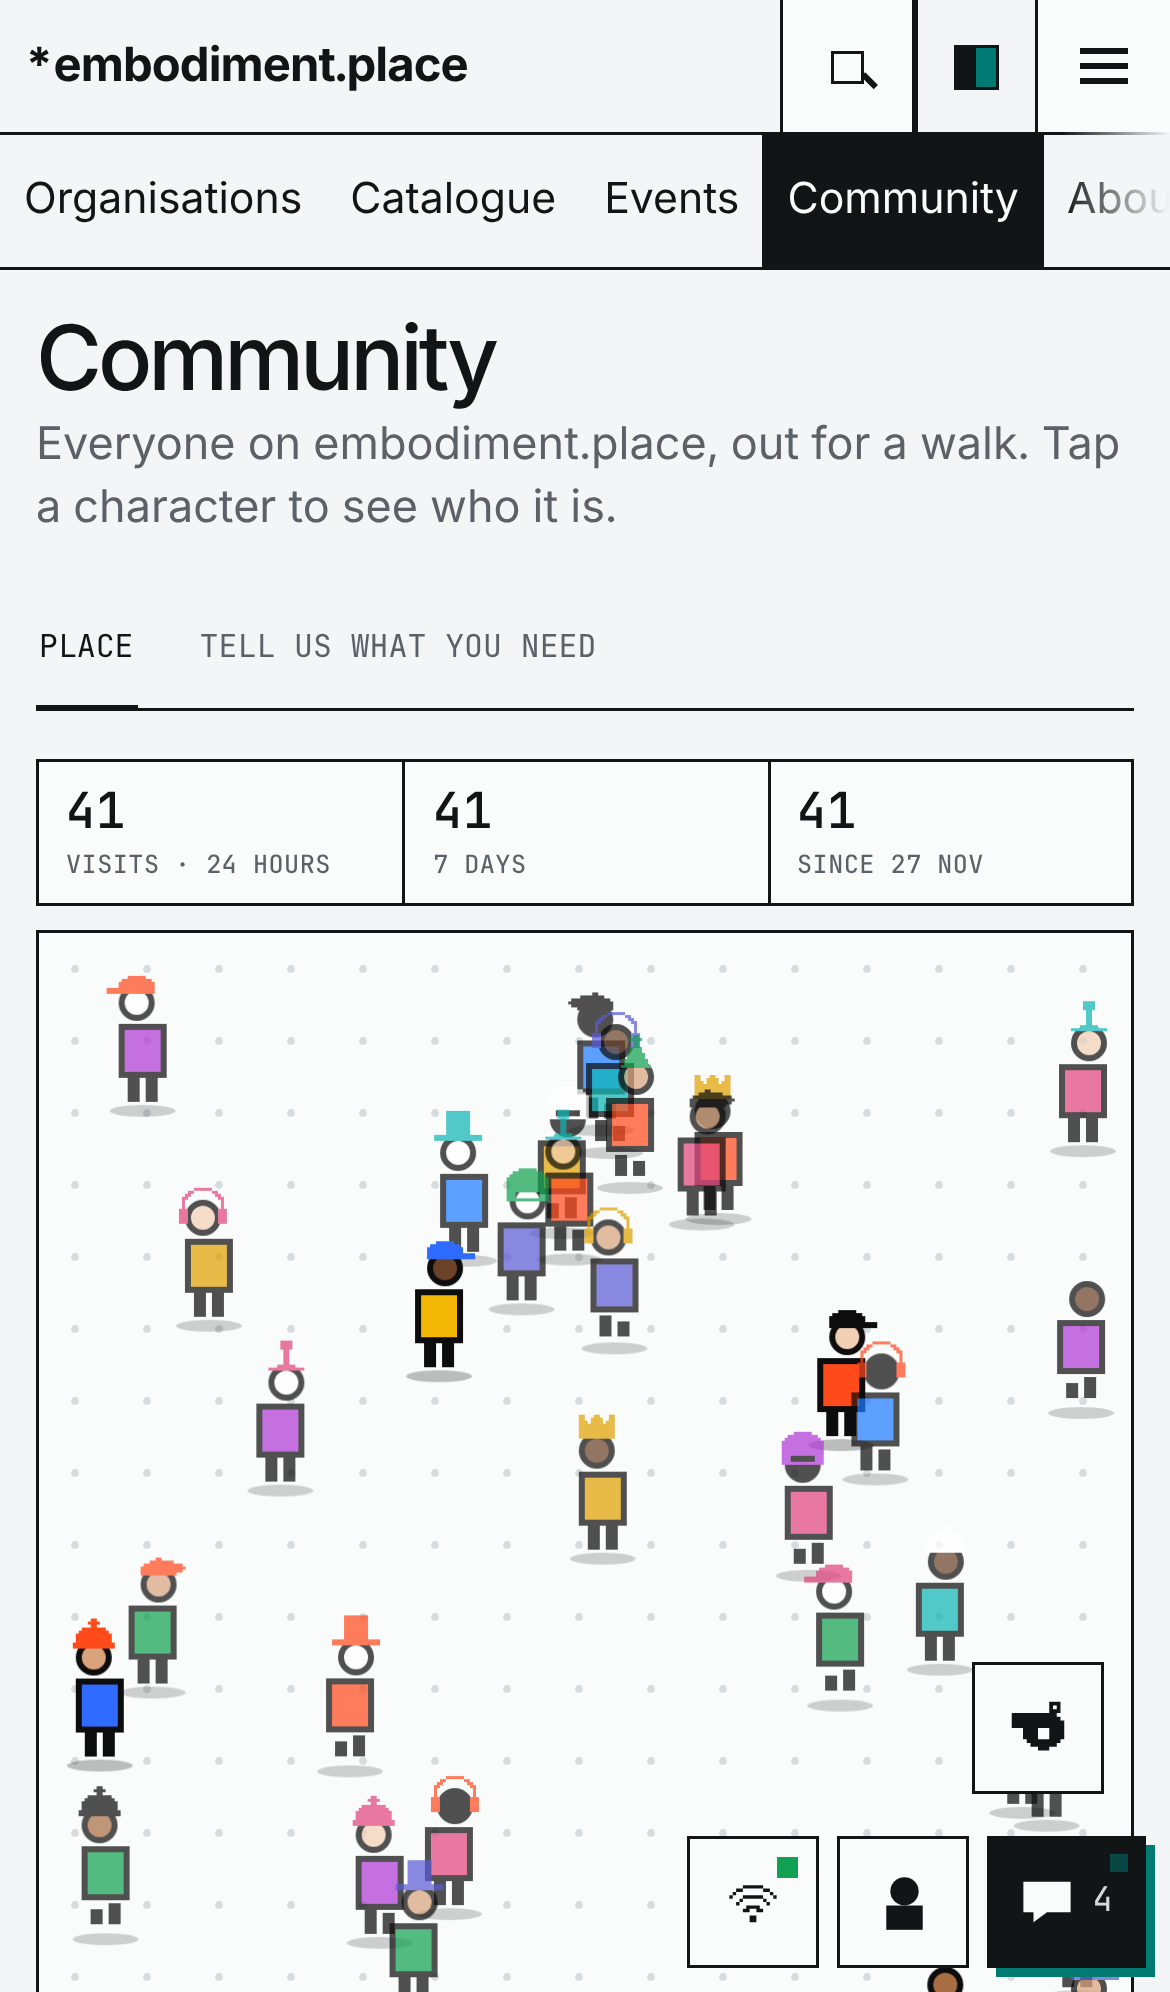 *embodiment.place
Organisations Catalogue Events Community Abou
Community
Everyone on embodiment.place, out for a walk. Tap
a character to see who it is.
PLACE TELL US WHAT YOU NEED
41 41 41
VISITS · 24 HOURS 7 DAYS SINCE 27 NOV
4